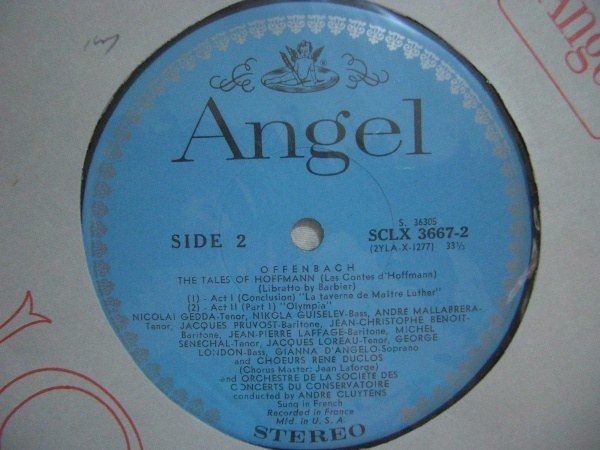 Angel
Angel
S. 36305
SIDE 2
SCLX 3667-2
(2YLA-X-1277) 33⅓
OFFENBACH
THE TALES OF HOFFMANN (Les Contes d'Hoffmann)
(Libretto by Barbier)
(1) - Act I (Conclusion) "La taverne de Maître Luther"
(2) - Act II (Part 1) "Olympia"
NICOLAI GEDDA-Tenor, NIKOLA GUISELEV-Bass, ANDRE MALLABRERA-
Tenor, JACQUES PRUVOST-Baritone, JEAN-CHRISTOPHE BENOIT-
Baritone, JEAN-PIERRE LAFFAGE-Baritone, MICHEL
SENECHAL-Tenor, JACQUES LOREAU-Tenor, GEORGE
LONDON-Bass, GIANNA D'ANGELO-Soprano
and CHOEURS RENÉ DUCLOS
(Chorus Master: Jean Laforge)
and ORCHESTRE DE LA SOCIETE DES
CONCERTS DU CONSERVATOIRE
conducted by ANDRE CLUYTENS
Sung in French
Recorded in France
Mfd. in U.S.A.
STEREO